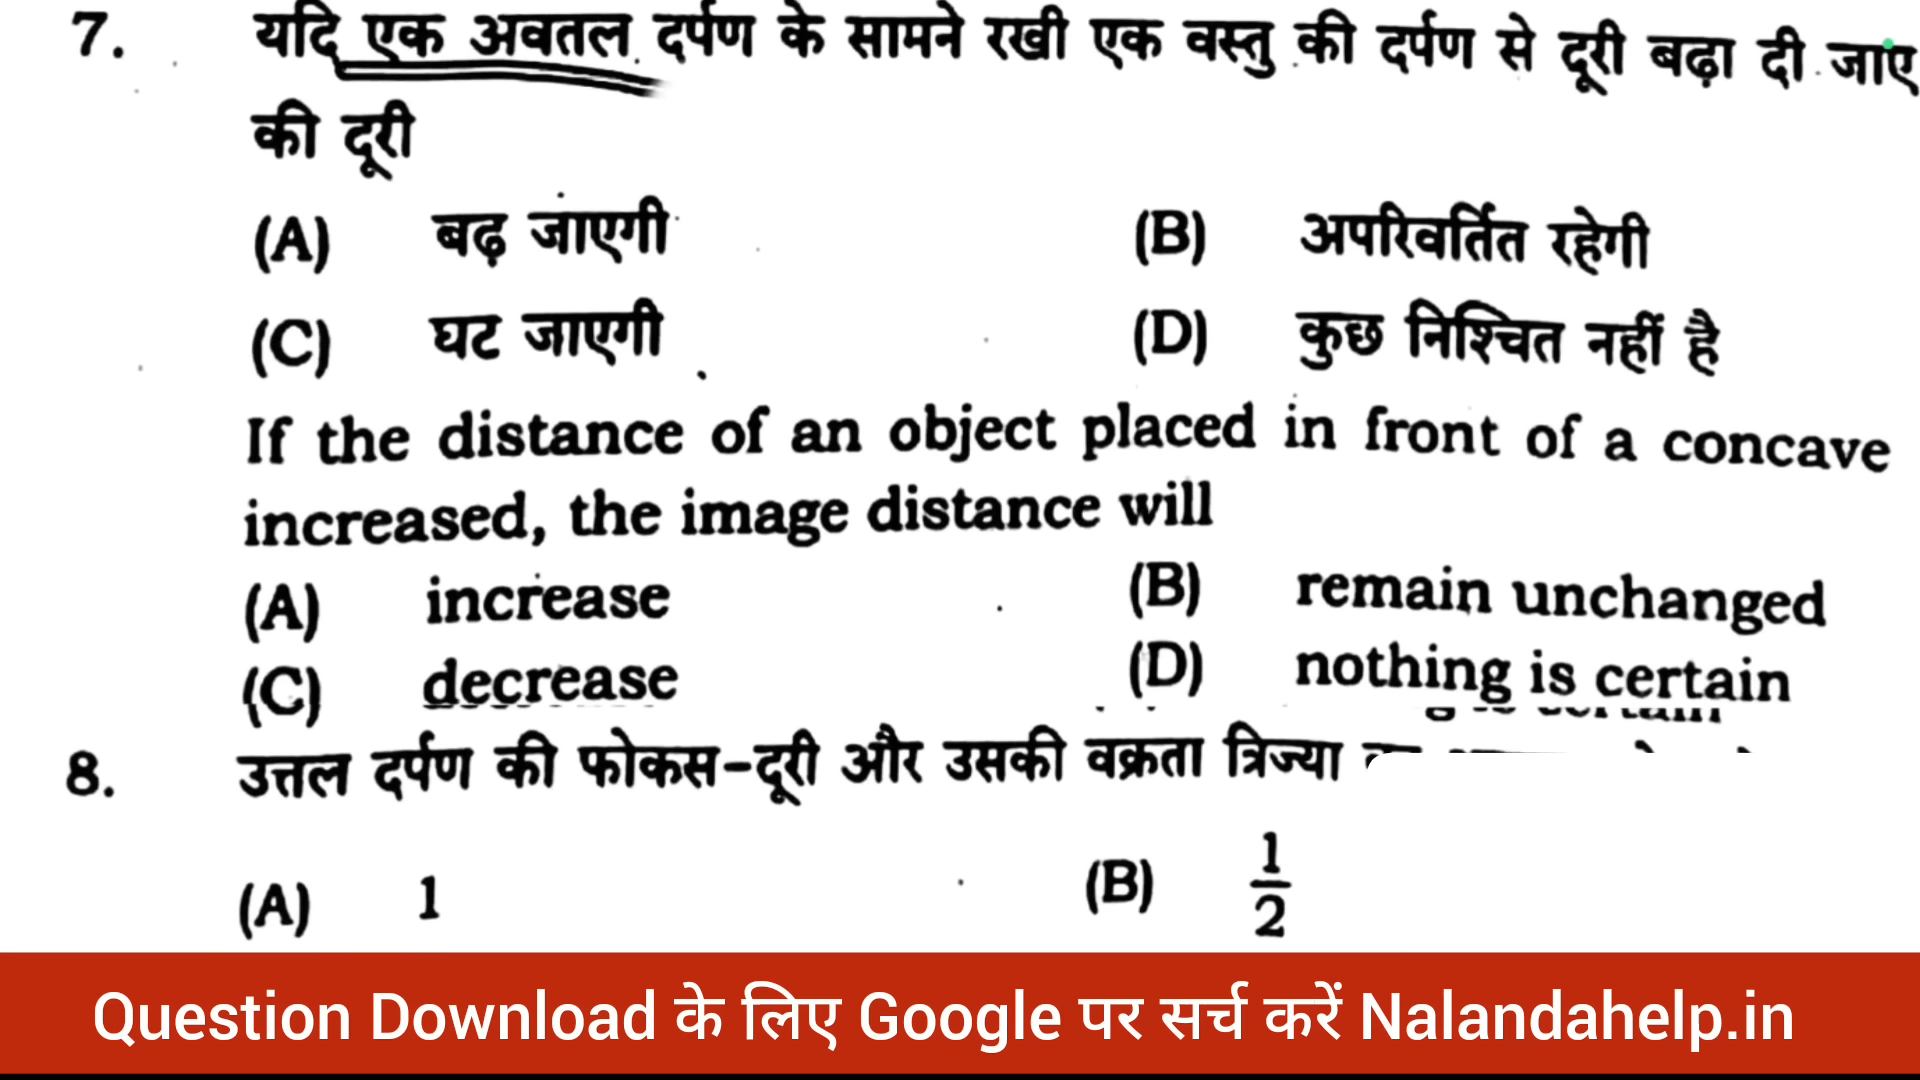 7. यदि एक अवतल दर्पण के सामने रखी एक वस्तु की दर्पण से दूरी बढ़ा दी जाए
की दूरी
(A) बढ़ जाएगी (B) अपरिवर्तित रहेगी
(C) घट जाएगी (D) कुछ निश्चित नहीं है
If the distance of an object placed in front of a concave
increased, the image distance will
(A) increase (B) remain unchanged
(C) decrease (D) nothing is certain
8. उत्तल दर्पण की फोकस-दूरी और उसकी वक्रता त्रिज्या
(A) 1 (B) 1/2
Question Download के लिए Google पर सर्च करें Nalandahelp.in